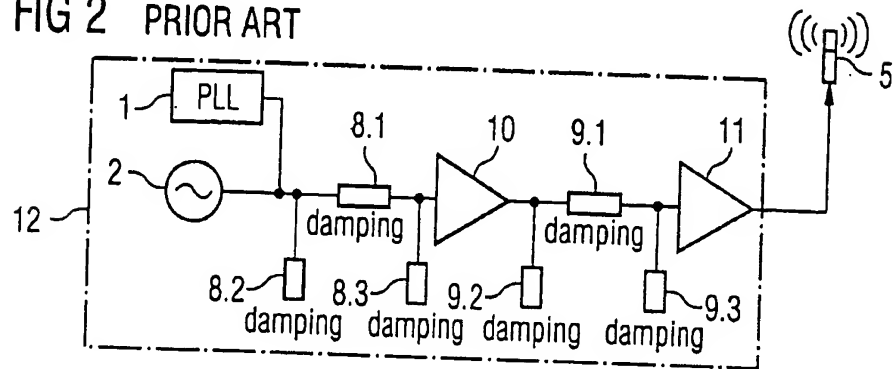 FIG 2 PRIOR ART
5
1
PLL
8.1
10
9.1
11
2
12
damping
damping
8.2
8.3
9.2
9.3
damping
damping
damping
damping